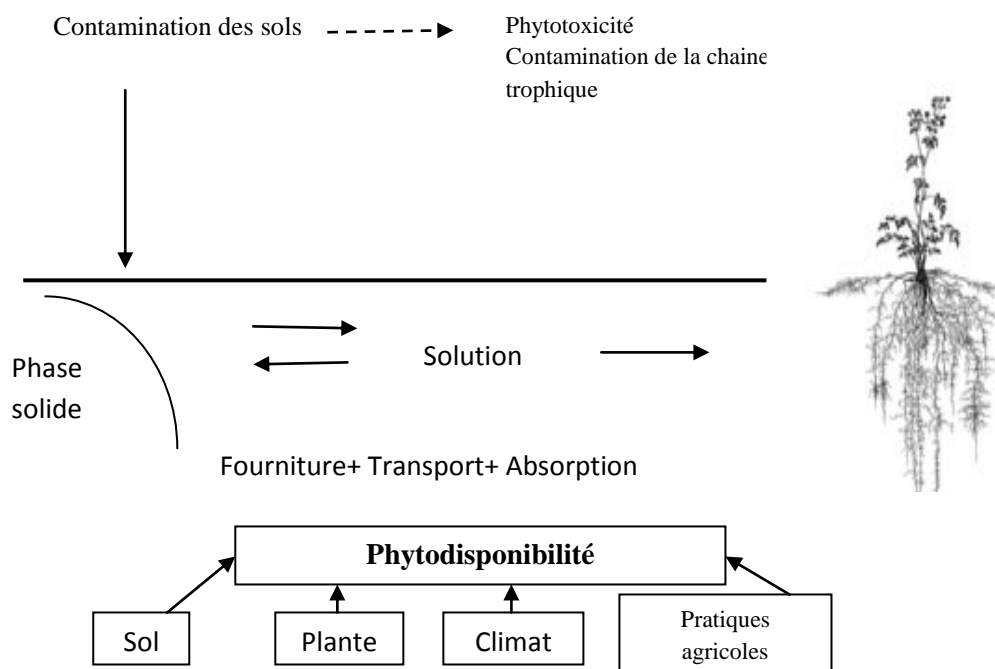 Contamination des sols
Phytotoxicité
Contamination de la chaine
trophique
Phase
solide
Solution
Fourniture+ Transport+ Absorption
Phytodisponibilité
Sol
Plante
Climat
Pratiques
agricoles